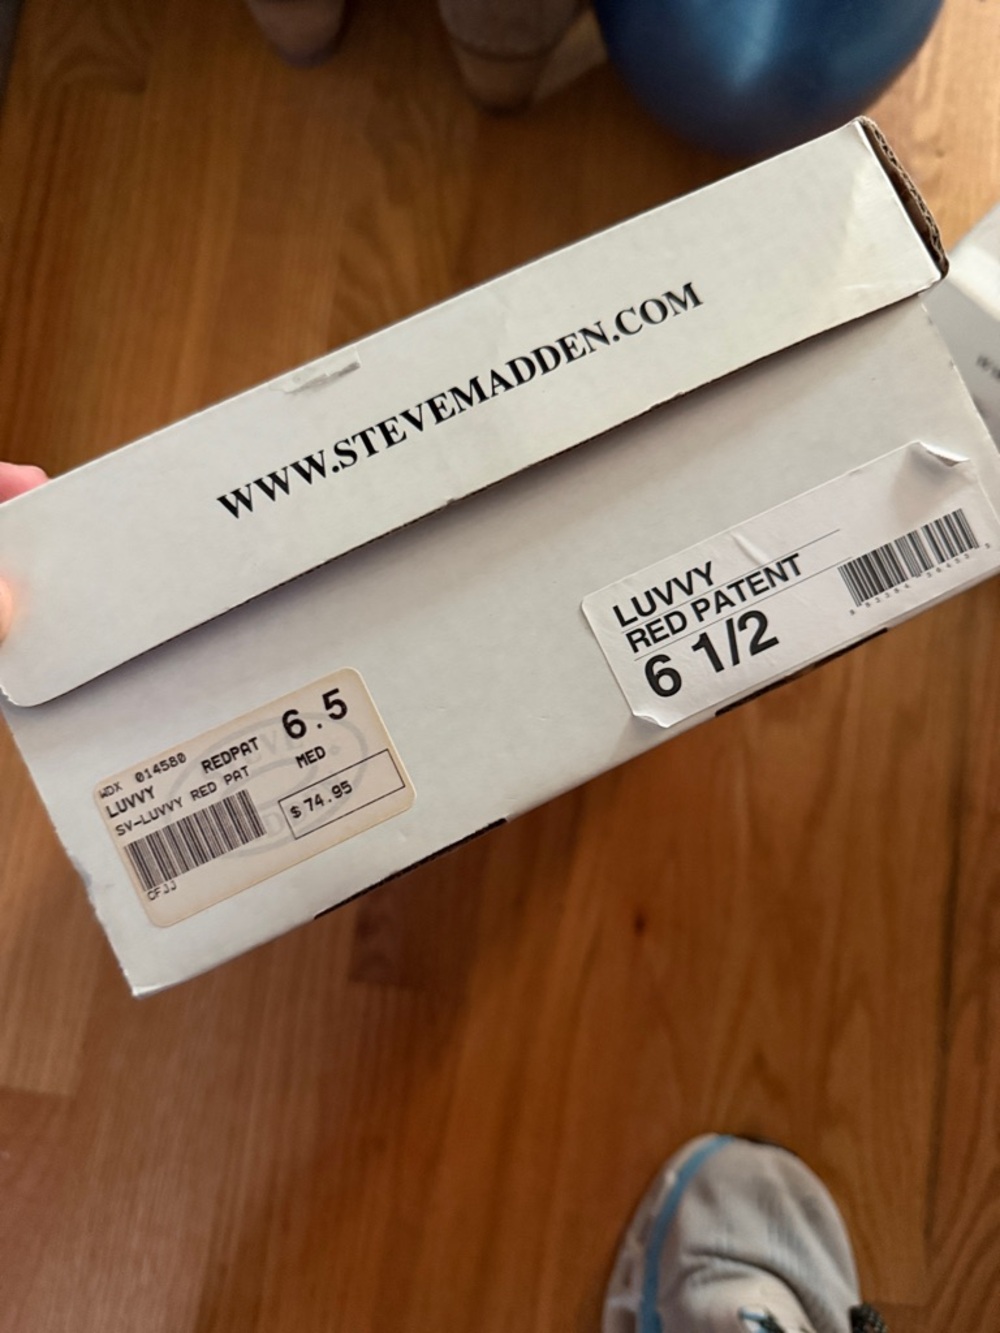 WWW.STEVEMADDEN.COM
LUVVY
RED PATENT
6 1/2
WDX 014580 REDPAT 6.5
LUVVY MED
SV-LUVVY RED PAT
$ 74.95
CFJJ